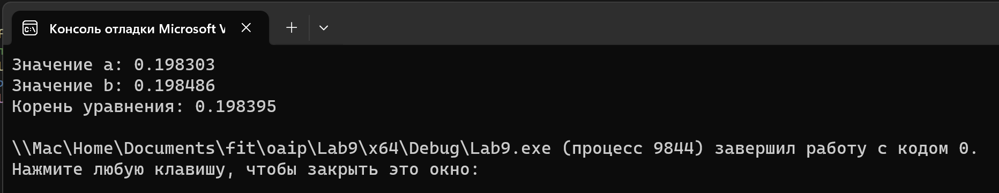 Консоль отладки Microsoft V
Значение a: 0.198303
Значение b: 0.198486
Корень уравнения: 0.198395
\\Mac\Home\Documents\fit\oaip\Lab9\x64\Debug\Lab9.exe (процесс 9844) завершил работу с кодом 0.
Нажмите любую клавишу, чтобы закрыть это окно: